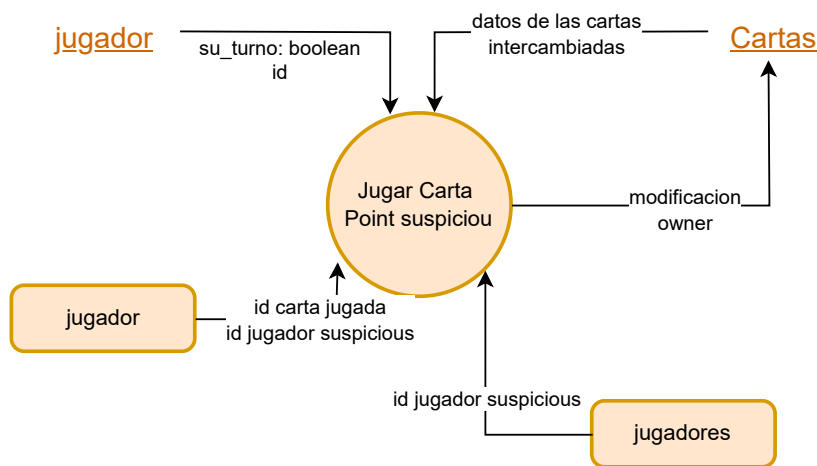 jugador
su_turno: boolean
id
datos de las cartas
intercambiadas
Cartas
Jugar Carta
Point suspiciou
modificacion
owner
jugador
id carta jugada
id jugador suspicious
id jugador suspicious
jugadores